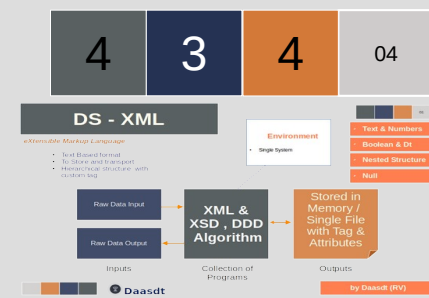 4 3 4 04
DS - XML
eXtensible Markup Language
• Text Based format
• To Store and transport
• Hierarchical structure with
custom tag
Environment
• Single System
• Text & Numbers
• Boolean & Dt
• Nested Structure
• Null
Raw Data Input
Raw Data Output
Inputs
XML &
XSD , DDD
Algorithm
Collection of
Programs
Stored in
Memory /
Single File
with Tag &
Attributes
Outputs
Daasdt
by Daasdt (RV)